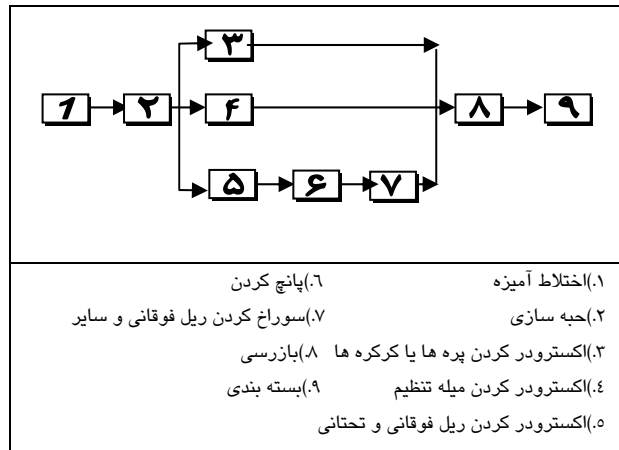 ۳
1 ۲ ۴ ۸ ۹
۵ ۶ ۷
۱.)اختلاط آمیزه ۶.)پانچ کردن
۲.)حبه سازی ۷.)سوراخ کردن ریل فوقانی و سایر
۳.)اکسترودر کردن پره ها یا کرکره ها ۸.)بازرسی
۴.)اکسترودر کردن میله تنظیم ۹.)بسته بندی
۵.)اکسترودر کردن ریل فوقانی و تحتانی